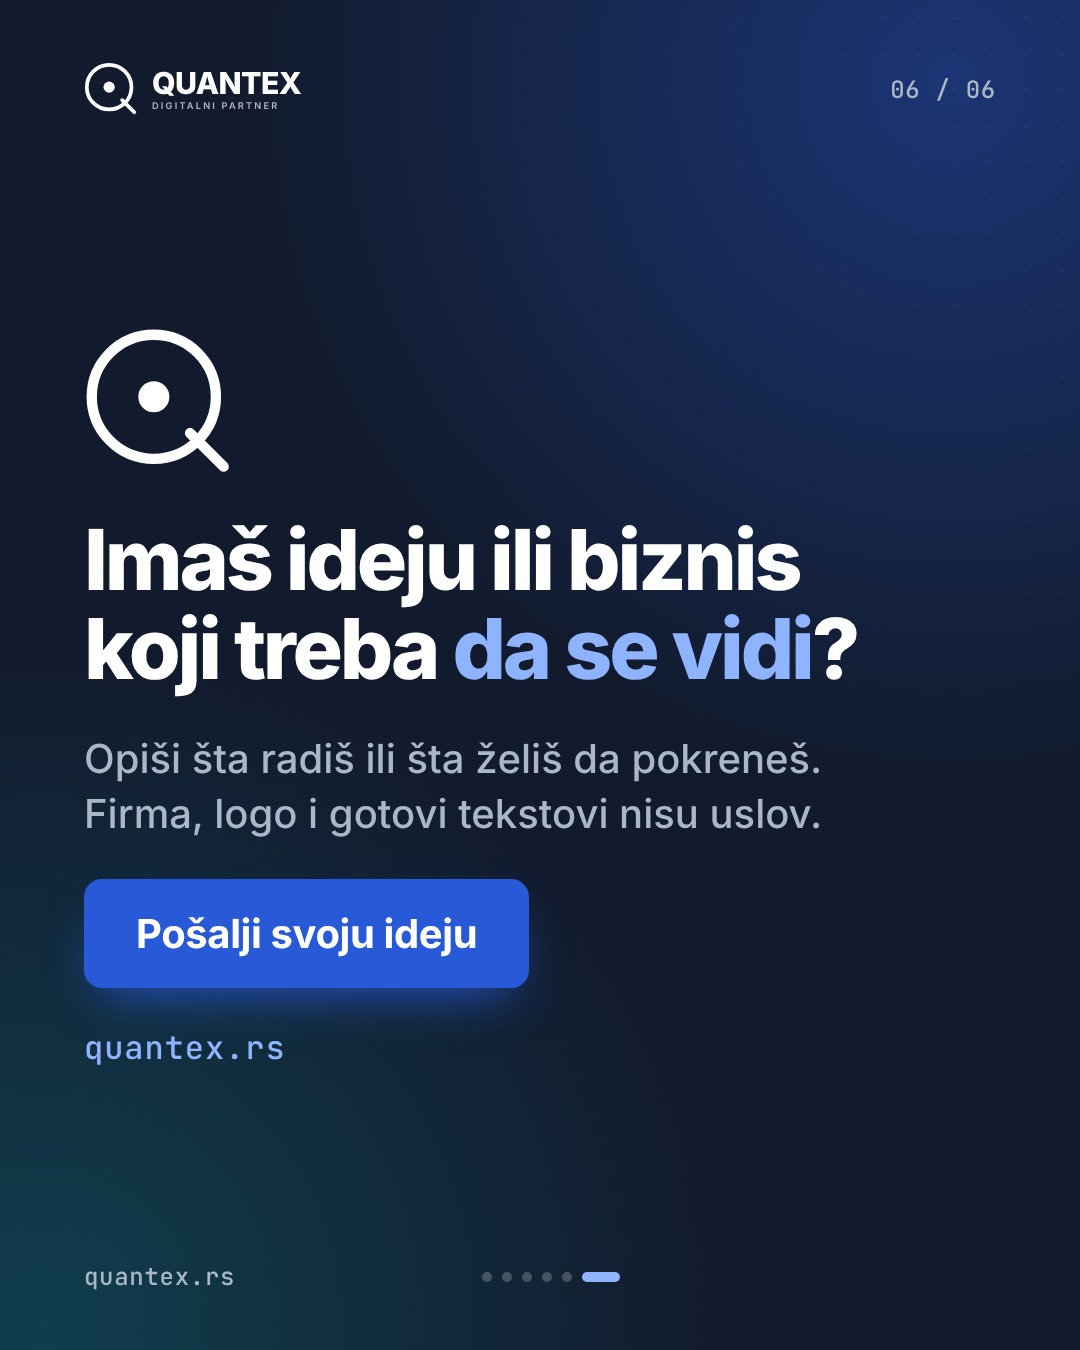 QUANTEX
DIGITALNI PARTNER
06 / 06
Imaš ideju ili biznis
koji treba da se vidi?
Opiši šta radiš ili šta želiš da pokreneš.
Firma, logo i gotovi tekstovi nisu uslov.
Pošalji svoju ideju
quantex.rs
quantex.rs